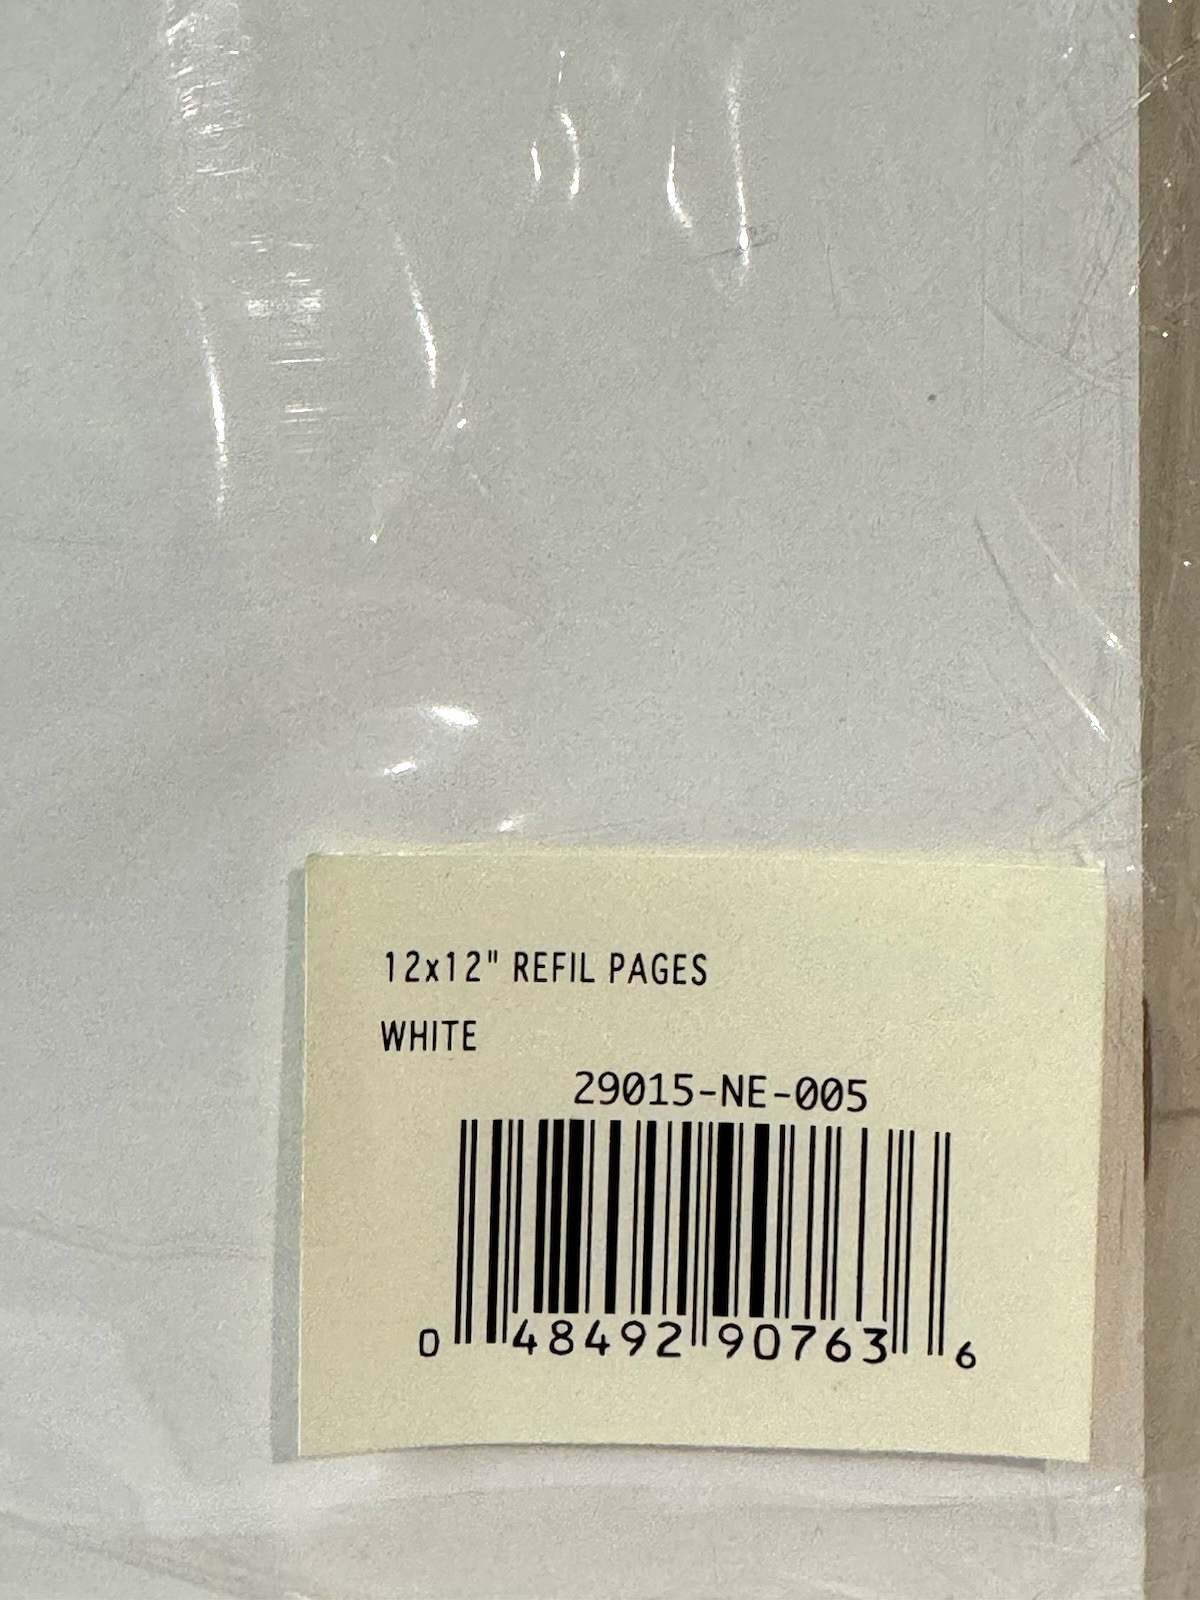 12x12" REFIL PAGES
WHITE
29015-NE-005
0 48492 90763 6